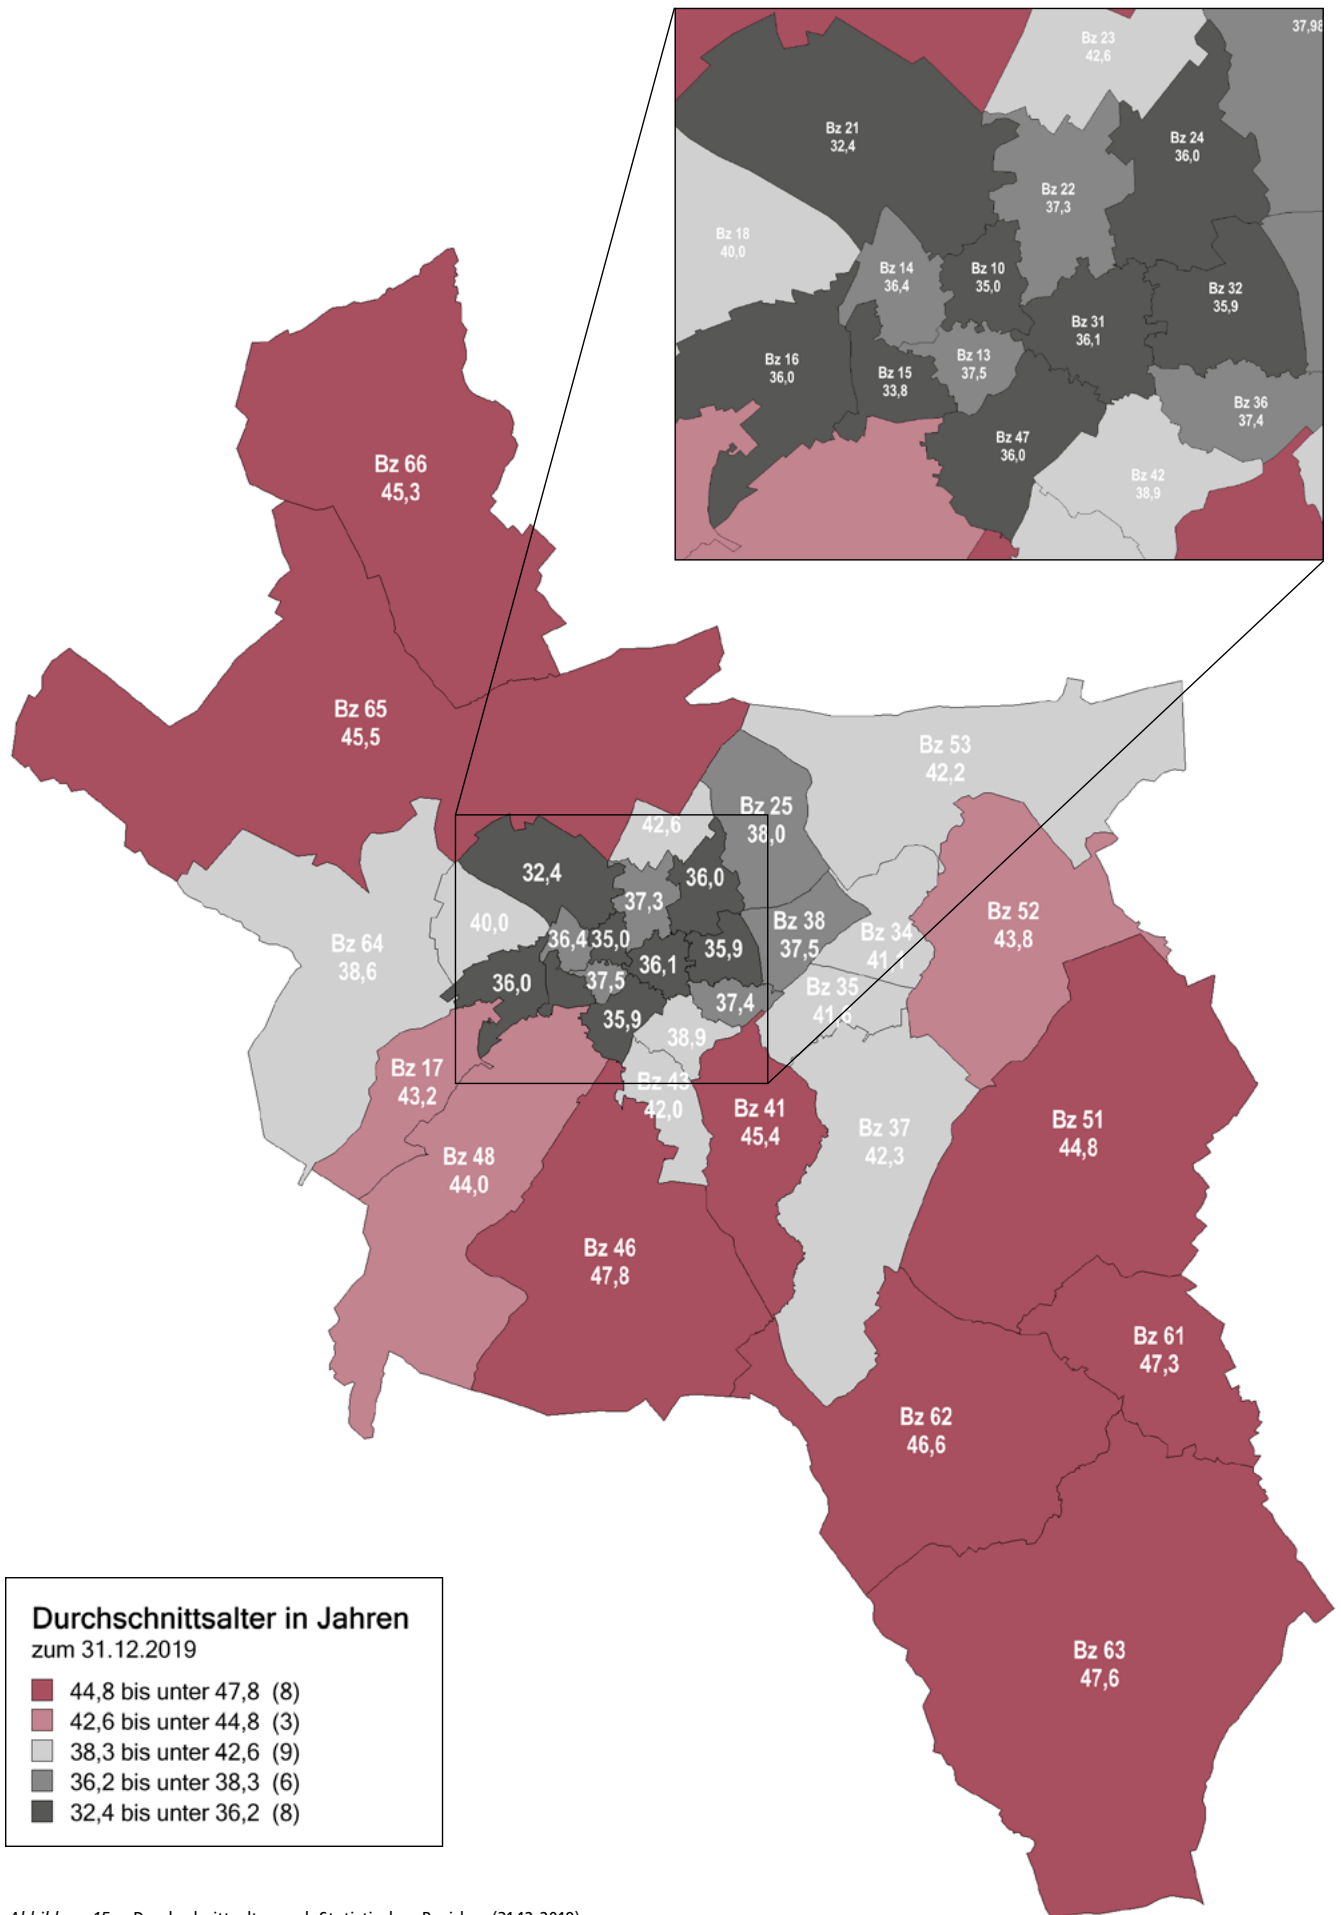 37,98
Bz 23
42,6
Bz 21
32,4
Bz 24
36,0
Bz 22
37,3
Bz 18
40,0
Bz 14
36,4
Bz 10
35,0
Bz 32
35,9
Bz 31
36,1
Bz 16
36,0
Bz 15
33,8
Bz 13
37,5
Bz 36
37,4
Bz 47
36,0
Bz 42
38,9
Bz 66
45,3
Bz 65
45,5
Bz 53
42,2
Bz 25
38,0
42,6
32,4
36,0
37,3
40,0
36,4
35,0
36,1
35,9
Bz 38
37,5
Bz 34
41,1
Bz 52
43,8
Bz 64
38,6
36,0
37,5
37,4
Bz 35
41,6
35,9
38,9
Bz 17
43,2
Bz 43
42,0
Bz 41
45,4
Bz 37
42,3
Bz 51
44,8
Bz 48
44,0
Bz 46
47,8
Bz 61
47,3
Bz 62
46,6
Bz 63
47,6
Durchschnittsalter in Jahren
zum 31.12.2019
44,8 bis unter 47,8 (8)
42,6 bis unter 44,8 (3)
38,3 bis unter 42,6 (9)
36,2 bis unter 38,3 (6)
32,4 bis unter 36,2 (8)